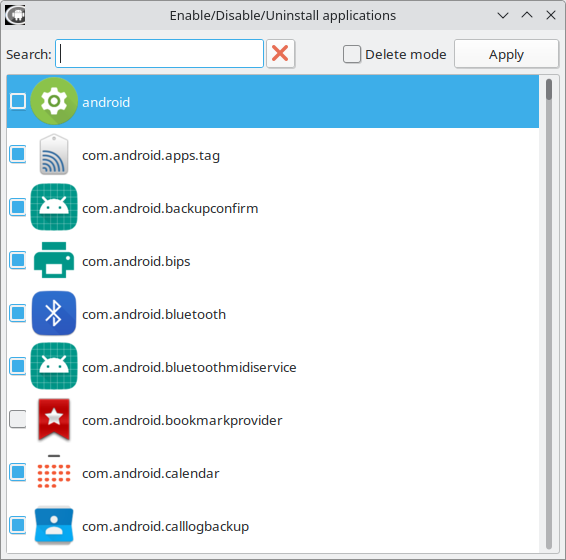 Enable/Disable/Uninstall applications
Search:
Delete mode
Apply
android
com.android.apps.tag
com.android.backupconfirm
com.android.bips
com.android.bluetooth
com.android.bluetoothmidiservice
com.android.bookmarkprovider
com.android.calendar
com.android.calllogbackup